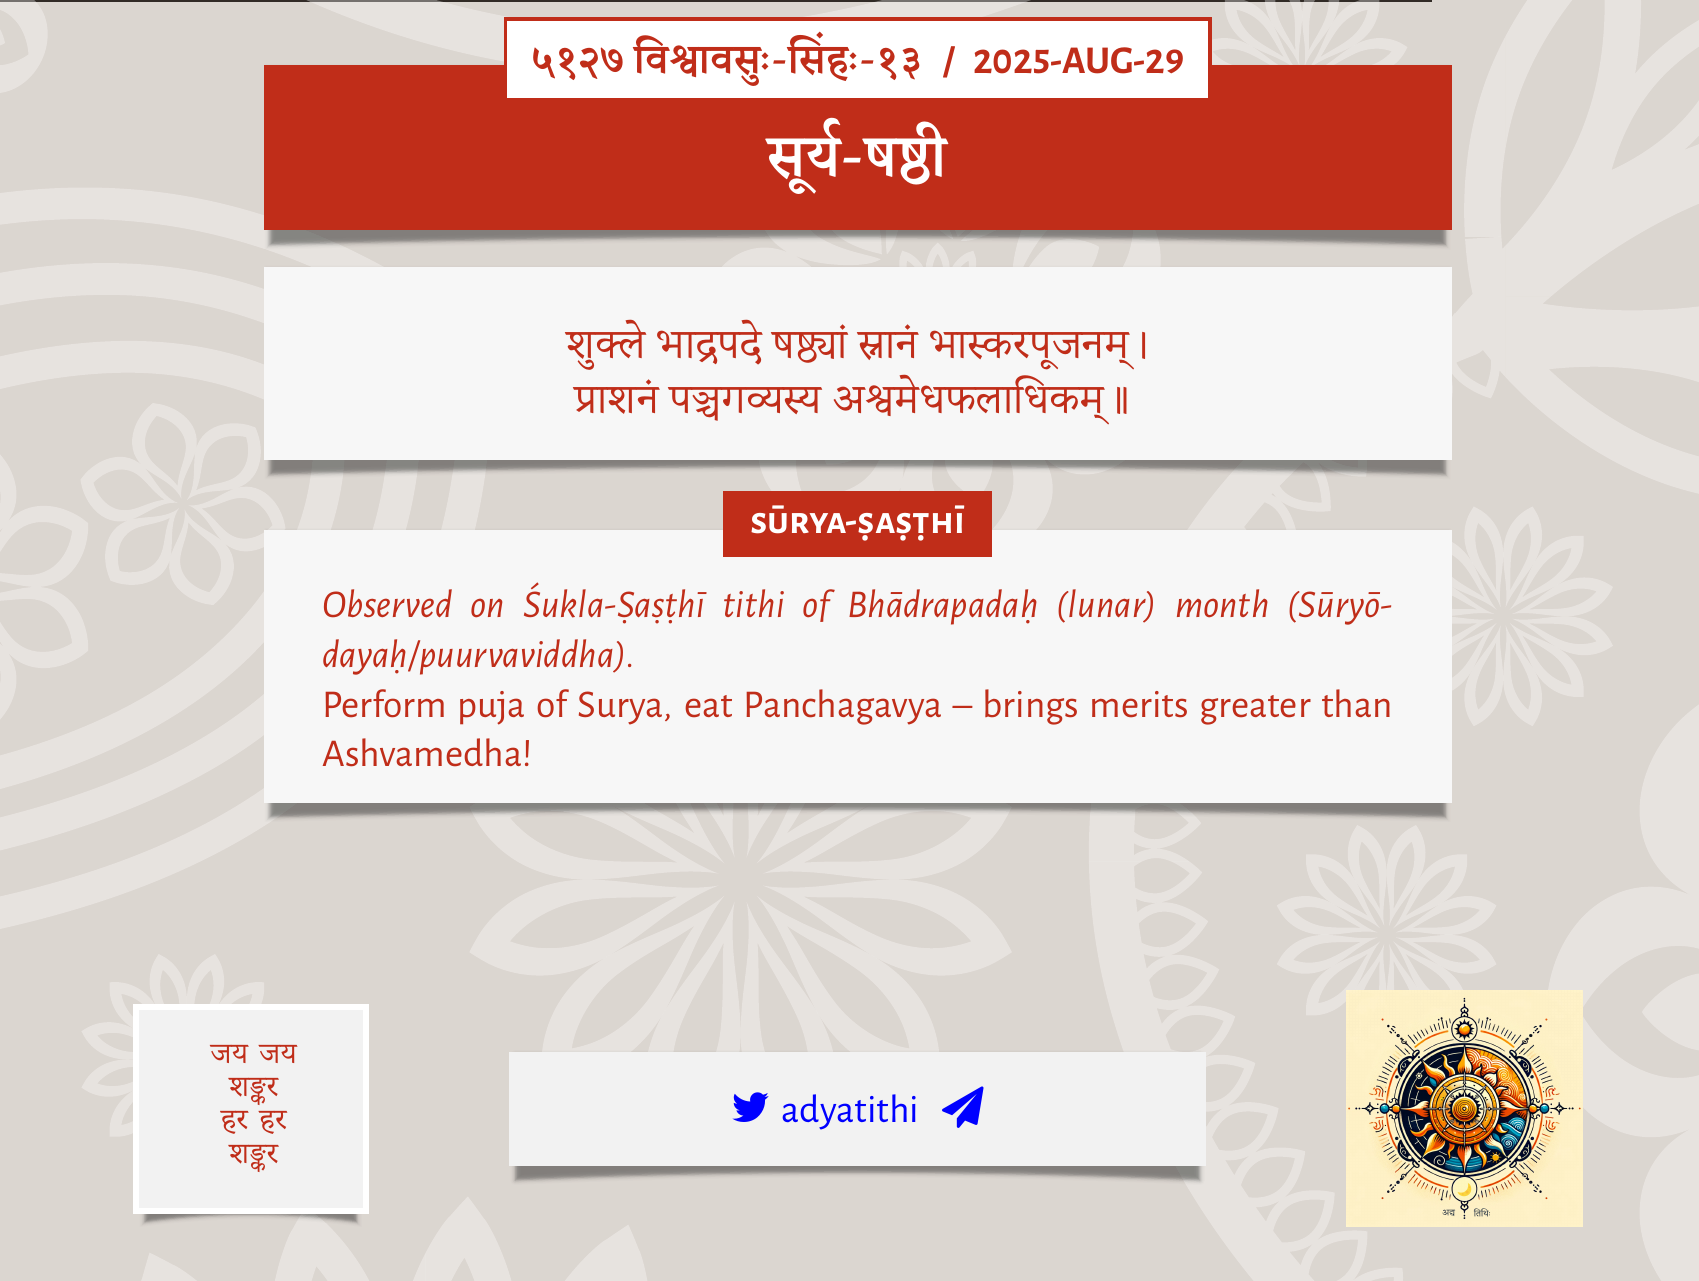 ५१२७ विश्वावसुः-सिंहः-१३ / 2025-AUG-29
सूर्य-षष्ठी
शुक्ले भाद्रपदे षष्ठ्यां स्नानं भास्करपूजनम्।
प्राशनं पञ्चगव्यस्य अश्वमेधफलाधिकम्॥
SŪRYA-ṢAṢṬHĪ
Observed on Śukla-Ṣaṣṭhī tithi of Bhādrapadaḥ (lunar) month (Sūryō-
dayaḥ/puurvaviddha).
Perform puja of Surya, eat Panchagavya – brings merits greater than
Ashvamedha!
जय जय
शङ्कर
हर हर
शङ्कर
adyatithi
अद्य तिथिः